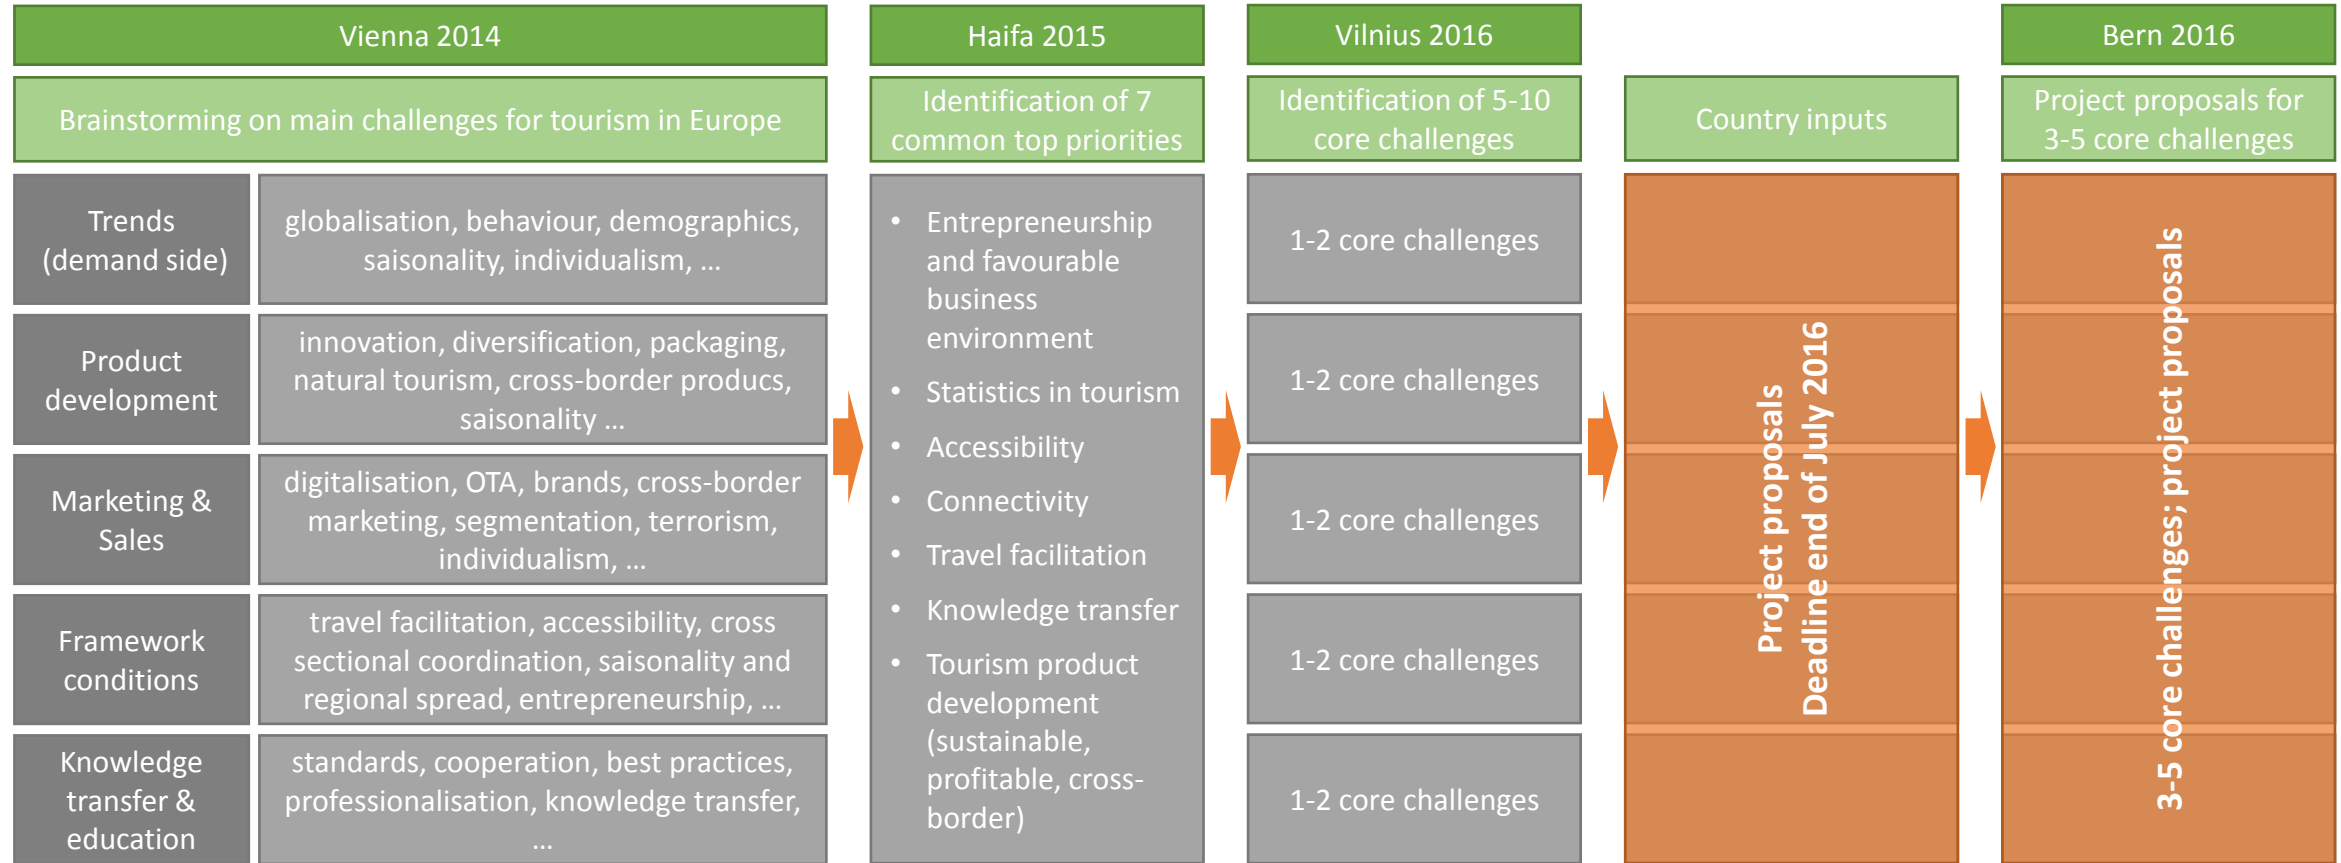 Vienna 2014
Brainstorming on main challenges for tourism in Europe
Trends
(demand side)
globalisation, behaviour, demographics,
saisonality, individualism, ...
Product
development
innovation, diversification, packaging,
natural tourism, cross-border producs,
saisonality ...
Marketing &
Sales
digitalisation, OTA, brands, cross-border
marketing, segmentation, terrorism,
individualism, ...
Framework
conditions
travel facilitation, accessibility, cross
sectional coordination, saisonality and
regional spread, entrepreneurship, ...
Knowledge
transfer &
education
standards, cooperation, best practices,
professionalisation, knowledge transfer,
...
Haifa 2015
Identification of 7
common top priorities
• Entrepreneurship
and favourable
business
environment
• Statistics in tourism
• Accessibility
• Connectivity
• Travel facilitation
• Knowledge transfer
• Tourism product
development
(sustainable,
profitable, cross-
border)
Vilnius 2016
Identification of 5-10
core challenges
1-2 core challenges
1-2 core challenges
1-2 core challenges
1-2 core challenges
1-2 core challenges
Country inputs
Project proposals
Deadline end of July 2016
Bern 2016
Project proposals for
3-5 core challenges
3-5 core challenges; project proposals